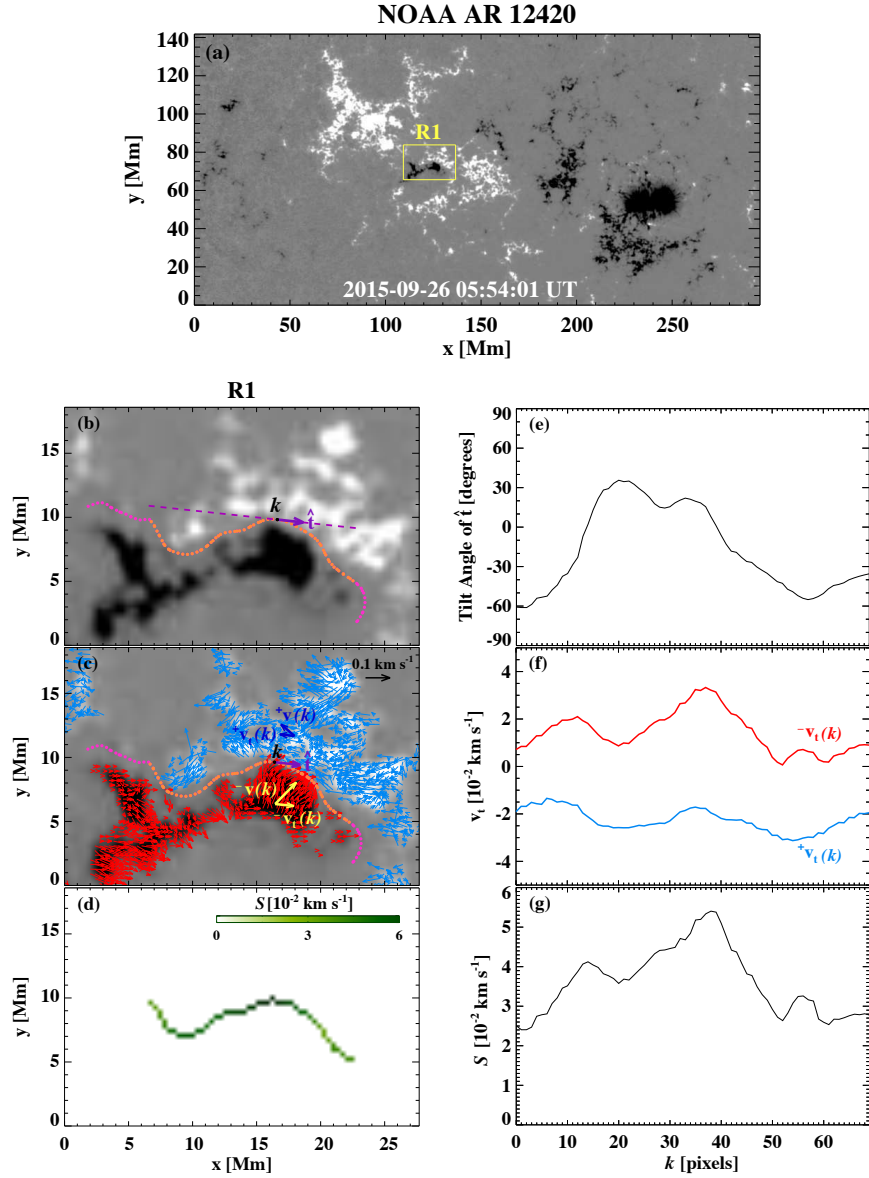 NOAA AR 12420
(a)
R1
2015-09-26 05:54:01 UT
140
120
100
80
60
40
20
0
y [Mm]
0 50 100 150 200 250
x [Mm]
R1
(b)
k
t̂
15
10
5
0
y [Mm]
(c)
0.1 km s⁻¹
⁺v(k)
⁺vₜ(k)
k
t̂
⁻v(k)
⁻vₜ(k)
15
10
5
0
y [Mm]
(d)
S[10⁻² km s⁻¹]
0 3 6
15
10
5
0
y [Mm]
0 5 10 15 20 25
x [Mm]
(e)
90
60
30
0
-30
-60
-90
Tilt Angle of t̂ [degrees]
(f)
4
2
0
-2
-4
vₜ [10⁻² km s⁻¹]
⁻vₜ(k)
⁺vₜ(k)
(g)
6
5
4
3
2
1
0
S [10⁻² km s⁻¹]
0 10 20 30 40 50 60
k [pixels]